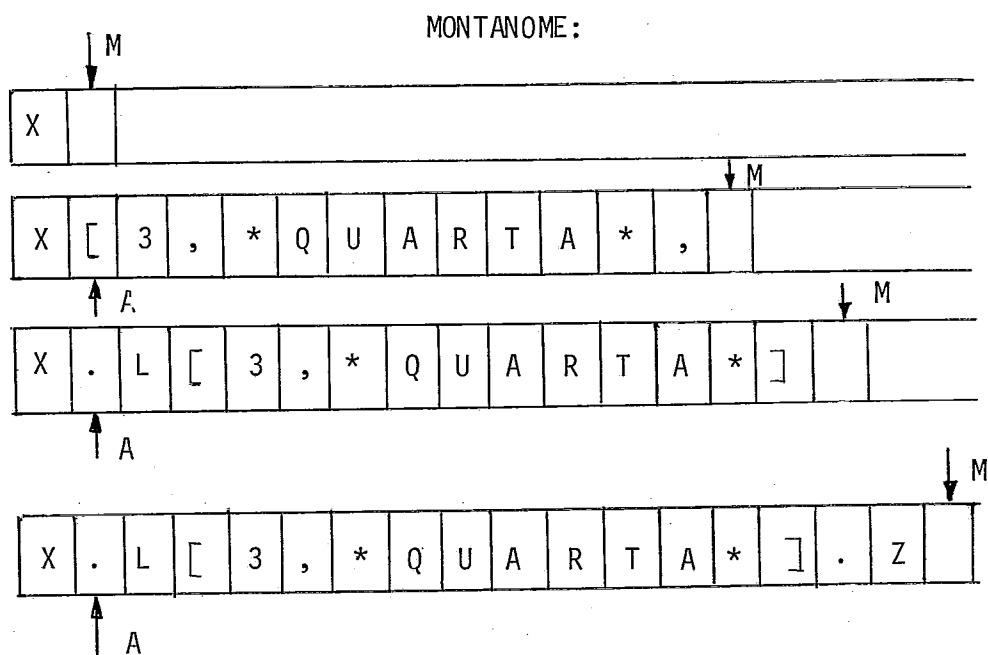 MONTANOME:
M
X
M
X [ 3 , * Q U A R T A * ,
A
M
X . L [ 3 , * Q U A R T A * ]
A
M
X . L [ 3 , * Q U A R T A * ] . Z
A